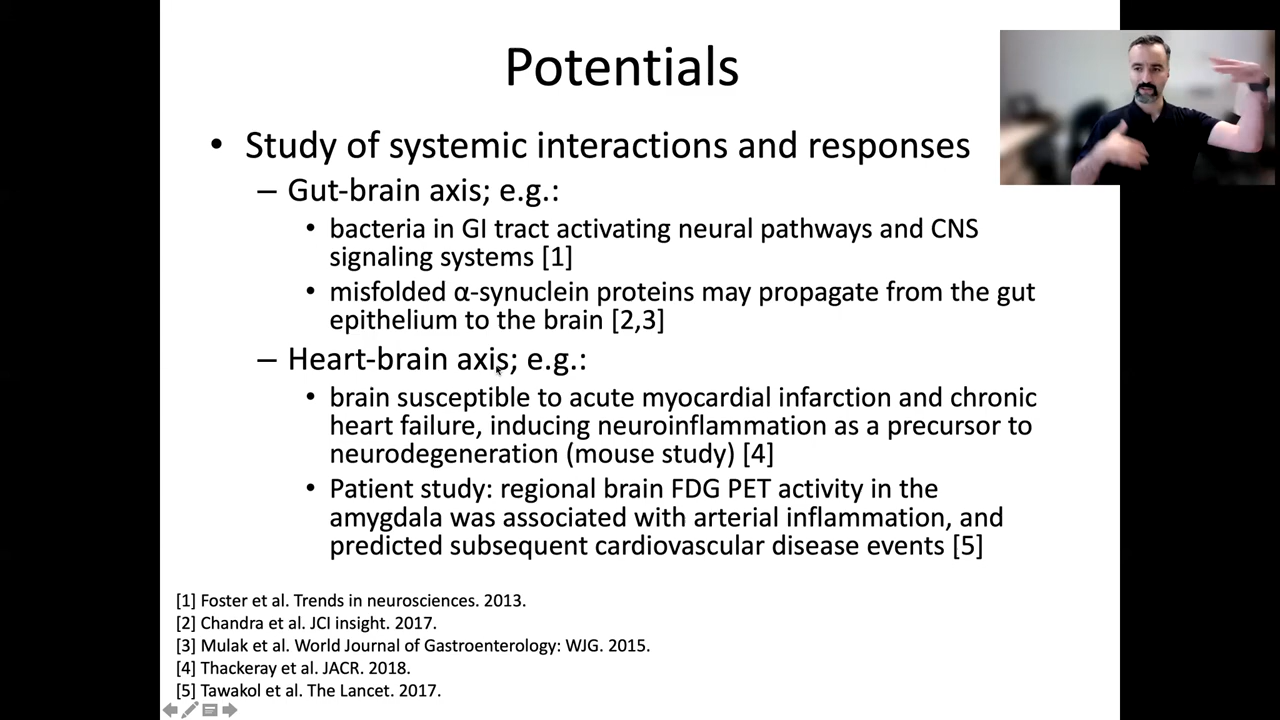 Potentials
• Study of systemic interactions and responses
– Gut-brain axis; e.g.:
• bacteria in GI tract activating neural pathways and CNS
signaling systems [1]
• misfolded α-synuclein proteins may propagate from the gut
epithelium to the brain [2,3]
– Heart-brain axis; e.g.:
• brain susceptible to acute myocardial infarction and chronic
heart failure, inducing neuroinflammation as a precursor to
neurodegeneration (mouse study) [4]
• Patient study: regional brain FDG PET activity in the
amygdala was associated with arterial inflammation, and
predicted subsequent cardiovascular disease events [5]
[1] Foster et al. Trends in neurosciences. 2013.
[2] Chandra et al. JCI insight. 2017.
[3] Mulak et al. World Journal of Gastroenterology: WJG. 2015.
[4] Thackeray et al. JACR. 2018.
[5] Tawakol et al. The Lancet. 2017.